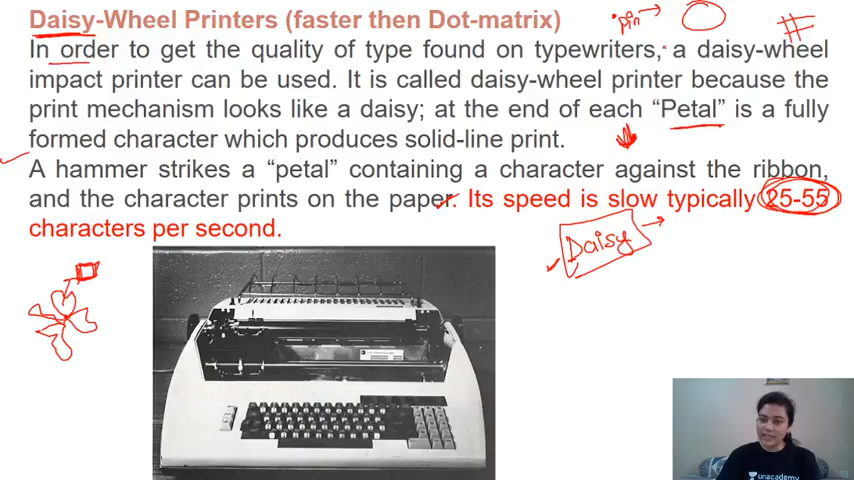 Daisy-Wheel Printers (faster then Dot-matrix)
pin
In order to get the quality of type found on typewriters, a daisy-wheel
impact printer can be used. It is called daisy-wheel printer because the
print mechanism looks like a daisy; at the end of each “Petal” is a fully
formed character which produces solid-line print.
A hammer strikes a “petal” containing a character against the ribbon,
and the character prints on the paper. Its speed is slow typically 25-55
characters per second.
Daisy
unacademy